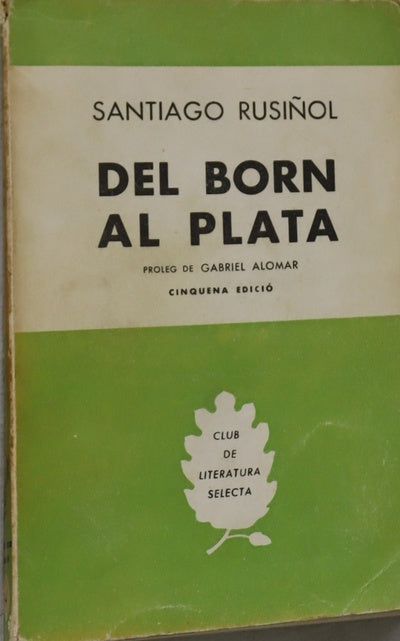 SANTIAGO RUSIÑOL
DEL BORN
AL PLATA
PROLEG DE GABRIEL ALOMAR
CINQUENA EDICIÓ
CLUB
DE
LITERATURA
SELECTA